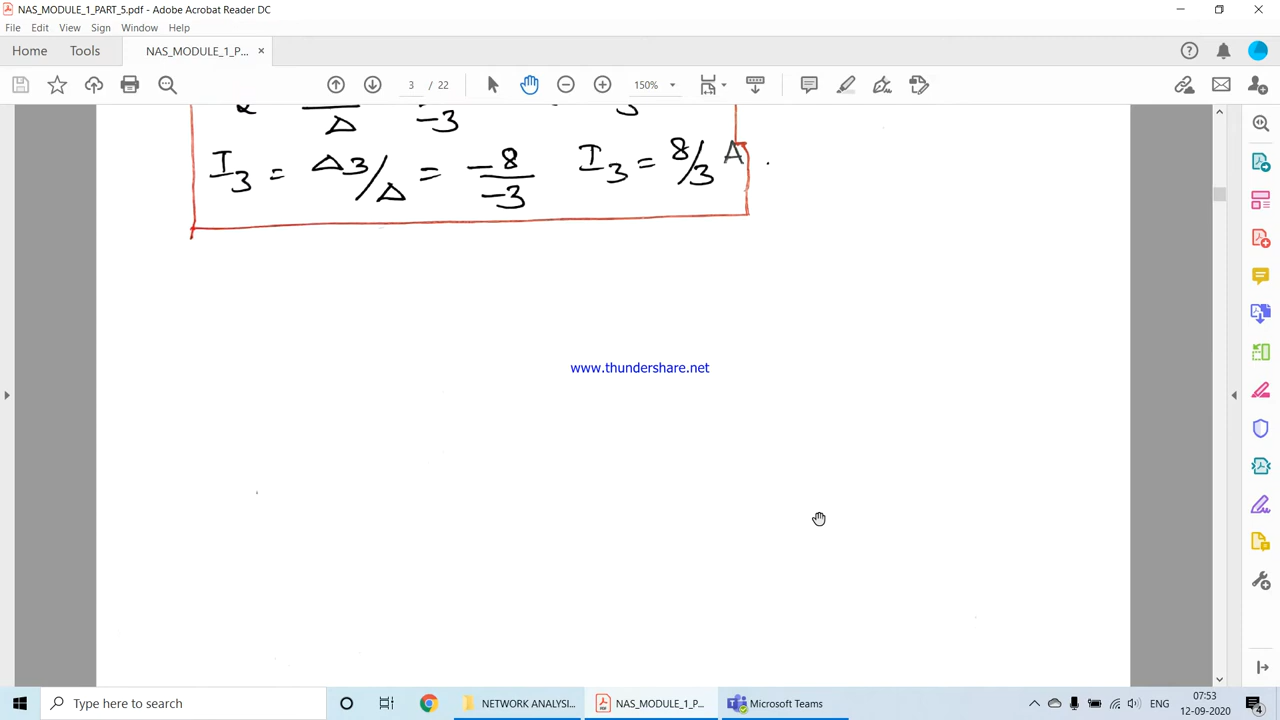 NAS_MODULE_1_PART_5.pdf - Adobe Acrobat Reader DC
File Edit View Sign Window Help
Home Tools NAS_MODULE_1_P... ×
3 / 22 150%
Δ -3
I3 = Δ3/Δ = -8/-3 I3 = 8/3 A
www.thundershare.net
Type here to search
NETWORK ANALYSI...
NAS_MODULE_1_P...
Microsoft Teams
ENG
07:53
12-09-2020
4